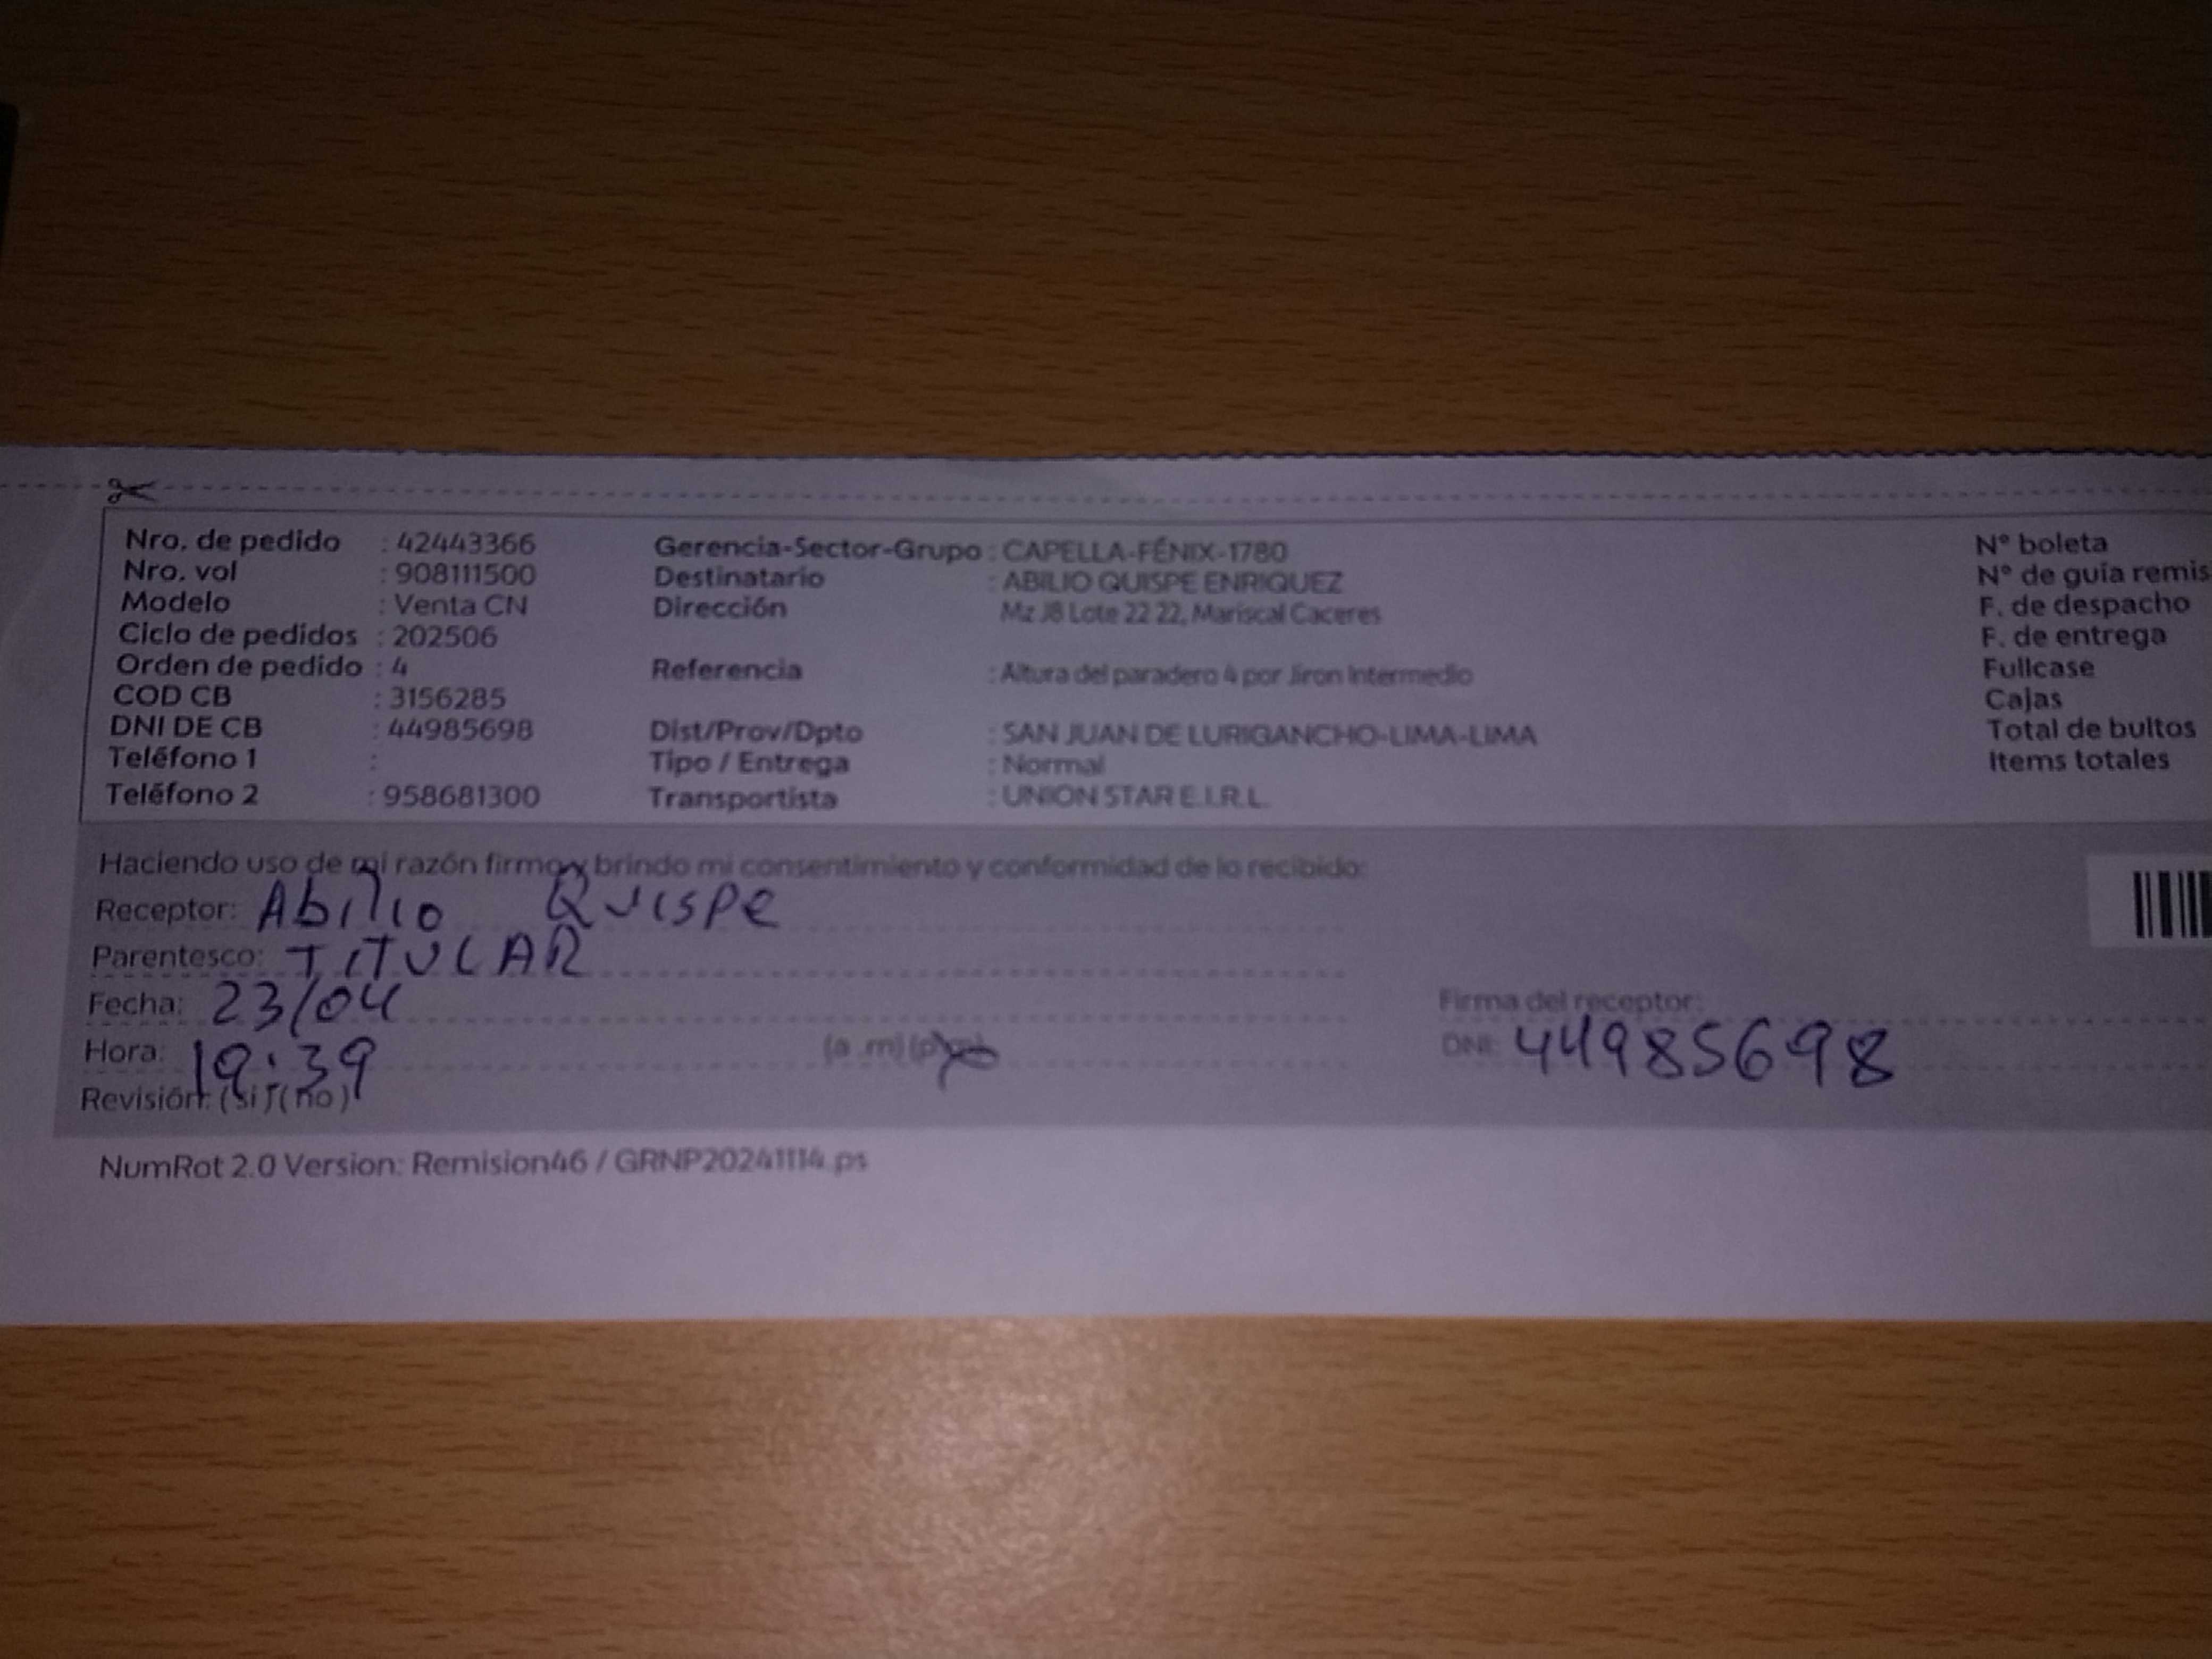 Nro. de pedido : 42443366 Gerencia-Sector-Grupo : CAPELLA-FÉNIX-1780 N° boleta
Nro. vol : 908111500 Destinatario : ABILIO QUISPE ENRIQUEZ N° de guía remis
Modelo : Venta CN Dirección Mz J8 Lote 22 22, Mariscal Caceres F. de despacho
Ciclo de pedidos : 202506 F. de entrega
Orden de pedido : 4 Referencia : Altura del paradero 4 por Jiron Intermedio Fullcase
COD CB : 3156285 Cajas
DNI DE CB : 44985698 Dist/Prov/Dpto : SAN JUAN DE LURIGANCHO-LIMA-LIMA Total de bultos
Teléfono 1 : Tipo / Entrega : Normal Items totales
Teléfono 2 : 958681300 Transportista : UNION STAR E.I.R.L.
Haciendo uso de mi razón firmo y brindo mi consentimiento y conformidad de lo recibido:
Receptor: Abilio Quispe
Parentesco: TITULAR
Fecha: 23/04 Firma del receptor:
Hora: 19:39 (a .m) (p.m) DNI: 44985698
Revisión: (si) (no)
NumRot 2.0 Version: Remision46 / GRNP20241114.ps